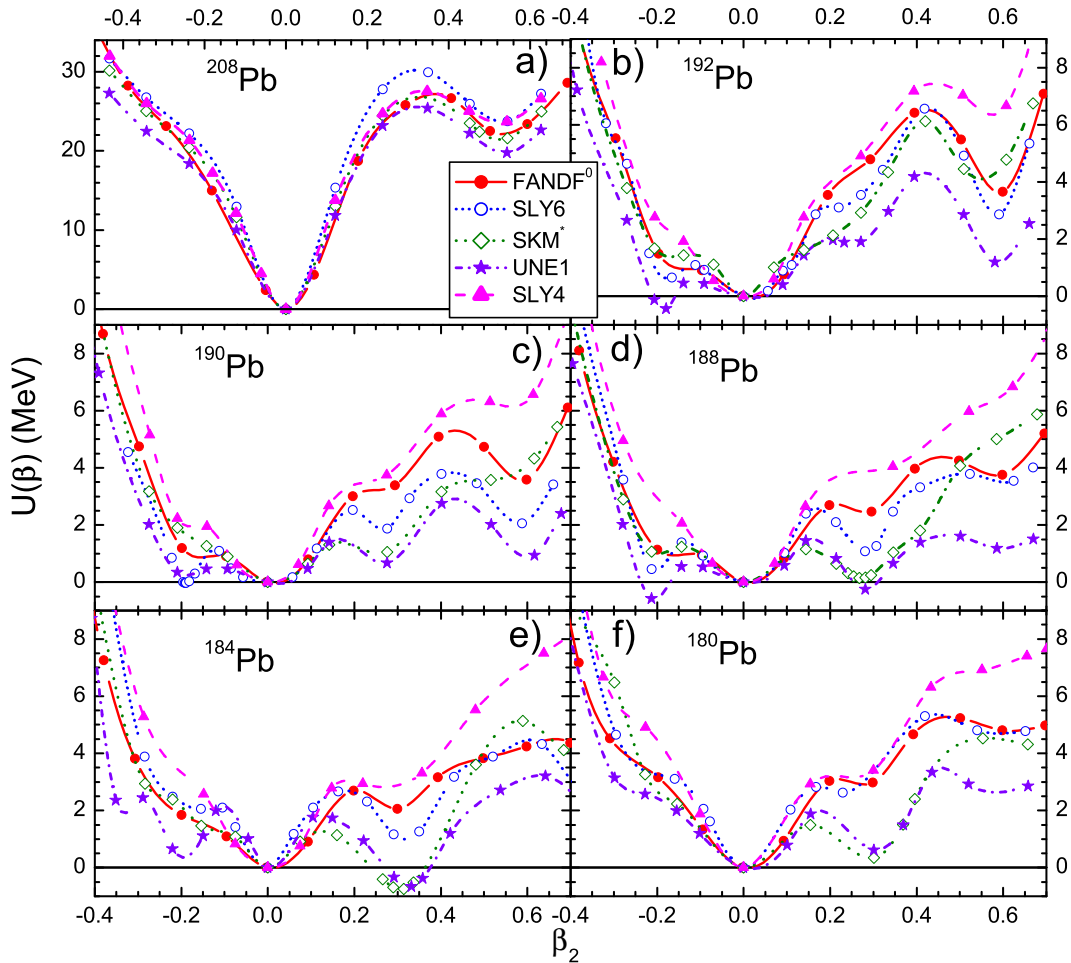 -0.4 -0.2 0.0 0.2 0.4 0.6 -0.4 -0.2 0.0 0.2 0.4 0.6
30
20
10
0
²⁰⁸Pb
a)
¹⁹²Pb
b)
8
6
4
2
0
FANDF⁰
SLY6
SKM*
UNE1
SLY4
U(β) (MeV)
8
6
4
2
0
¹⁹⁰Pb
c)
¹⁸⁸Pb
d)
8
6
4
2
0
8
6
4
2
0
¹⁸⁴Pb
e)
¹⁸⁰Pb
f)
8
6
4
2
0
-0.4 -0.2 0.0 0.2 0.4 0.6 -0.4 -0.2 0.0 0.2 0.4 0.6
β₂